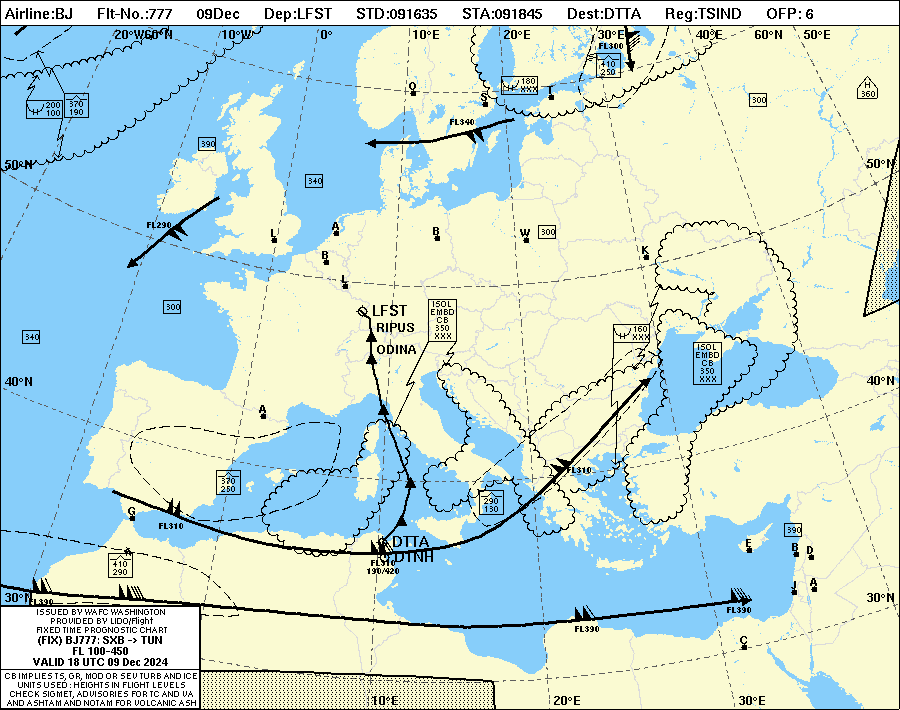 Airline:BJ Flt-No.:777 09Dec Dep:LFST STD:091635 STA:091845 Dest:DTTA Reg:TSIND OFP: 6
20°W60°N 10°W 0° 10°E 20°E 30°E 40°E 60°N 50°E
FL300
410
250
180
XXX
H
360
300
O
S
T
200
100
370
190
FL340
390
340
50°N
50°N
FL290
L
A
B
L
B
W
300
K
300
340
LFST
RIPUS
ODINA
ISOL
EMBD
CB
350
XXX
160
XXX
ISOL
EMBD
CB
350
XXX
40°N
40°N
A
370
250
FL310
290
130
G
FL310
DTTA
DTNH
FL310
190/420
410
290
390
E
B
D
J
A
30°N
30°N
FL390
FL390
FL390
C
ISSUED BY WAFC WASHINGTON
PROVIDED BY LIDO/Flight
FIXED TIME PROGNOSTIC CHART
(FIX) BJ777: SXB -> TUN
FL 100-450
VALID 18 UTC 09 Dec 2024
CB IMPLIES TS, GR, MOD OR SEV TURB AND ICE
UNITS USED : HEIGHTS IN FLIGHT LEVELS
CHECK SIGMET, ADVISORIES FOR TC AND VA
AND ASHTAM AND NOTAM FOR VOLCANIC ASH
10°E 20°E 30°E